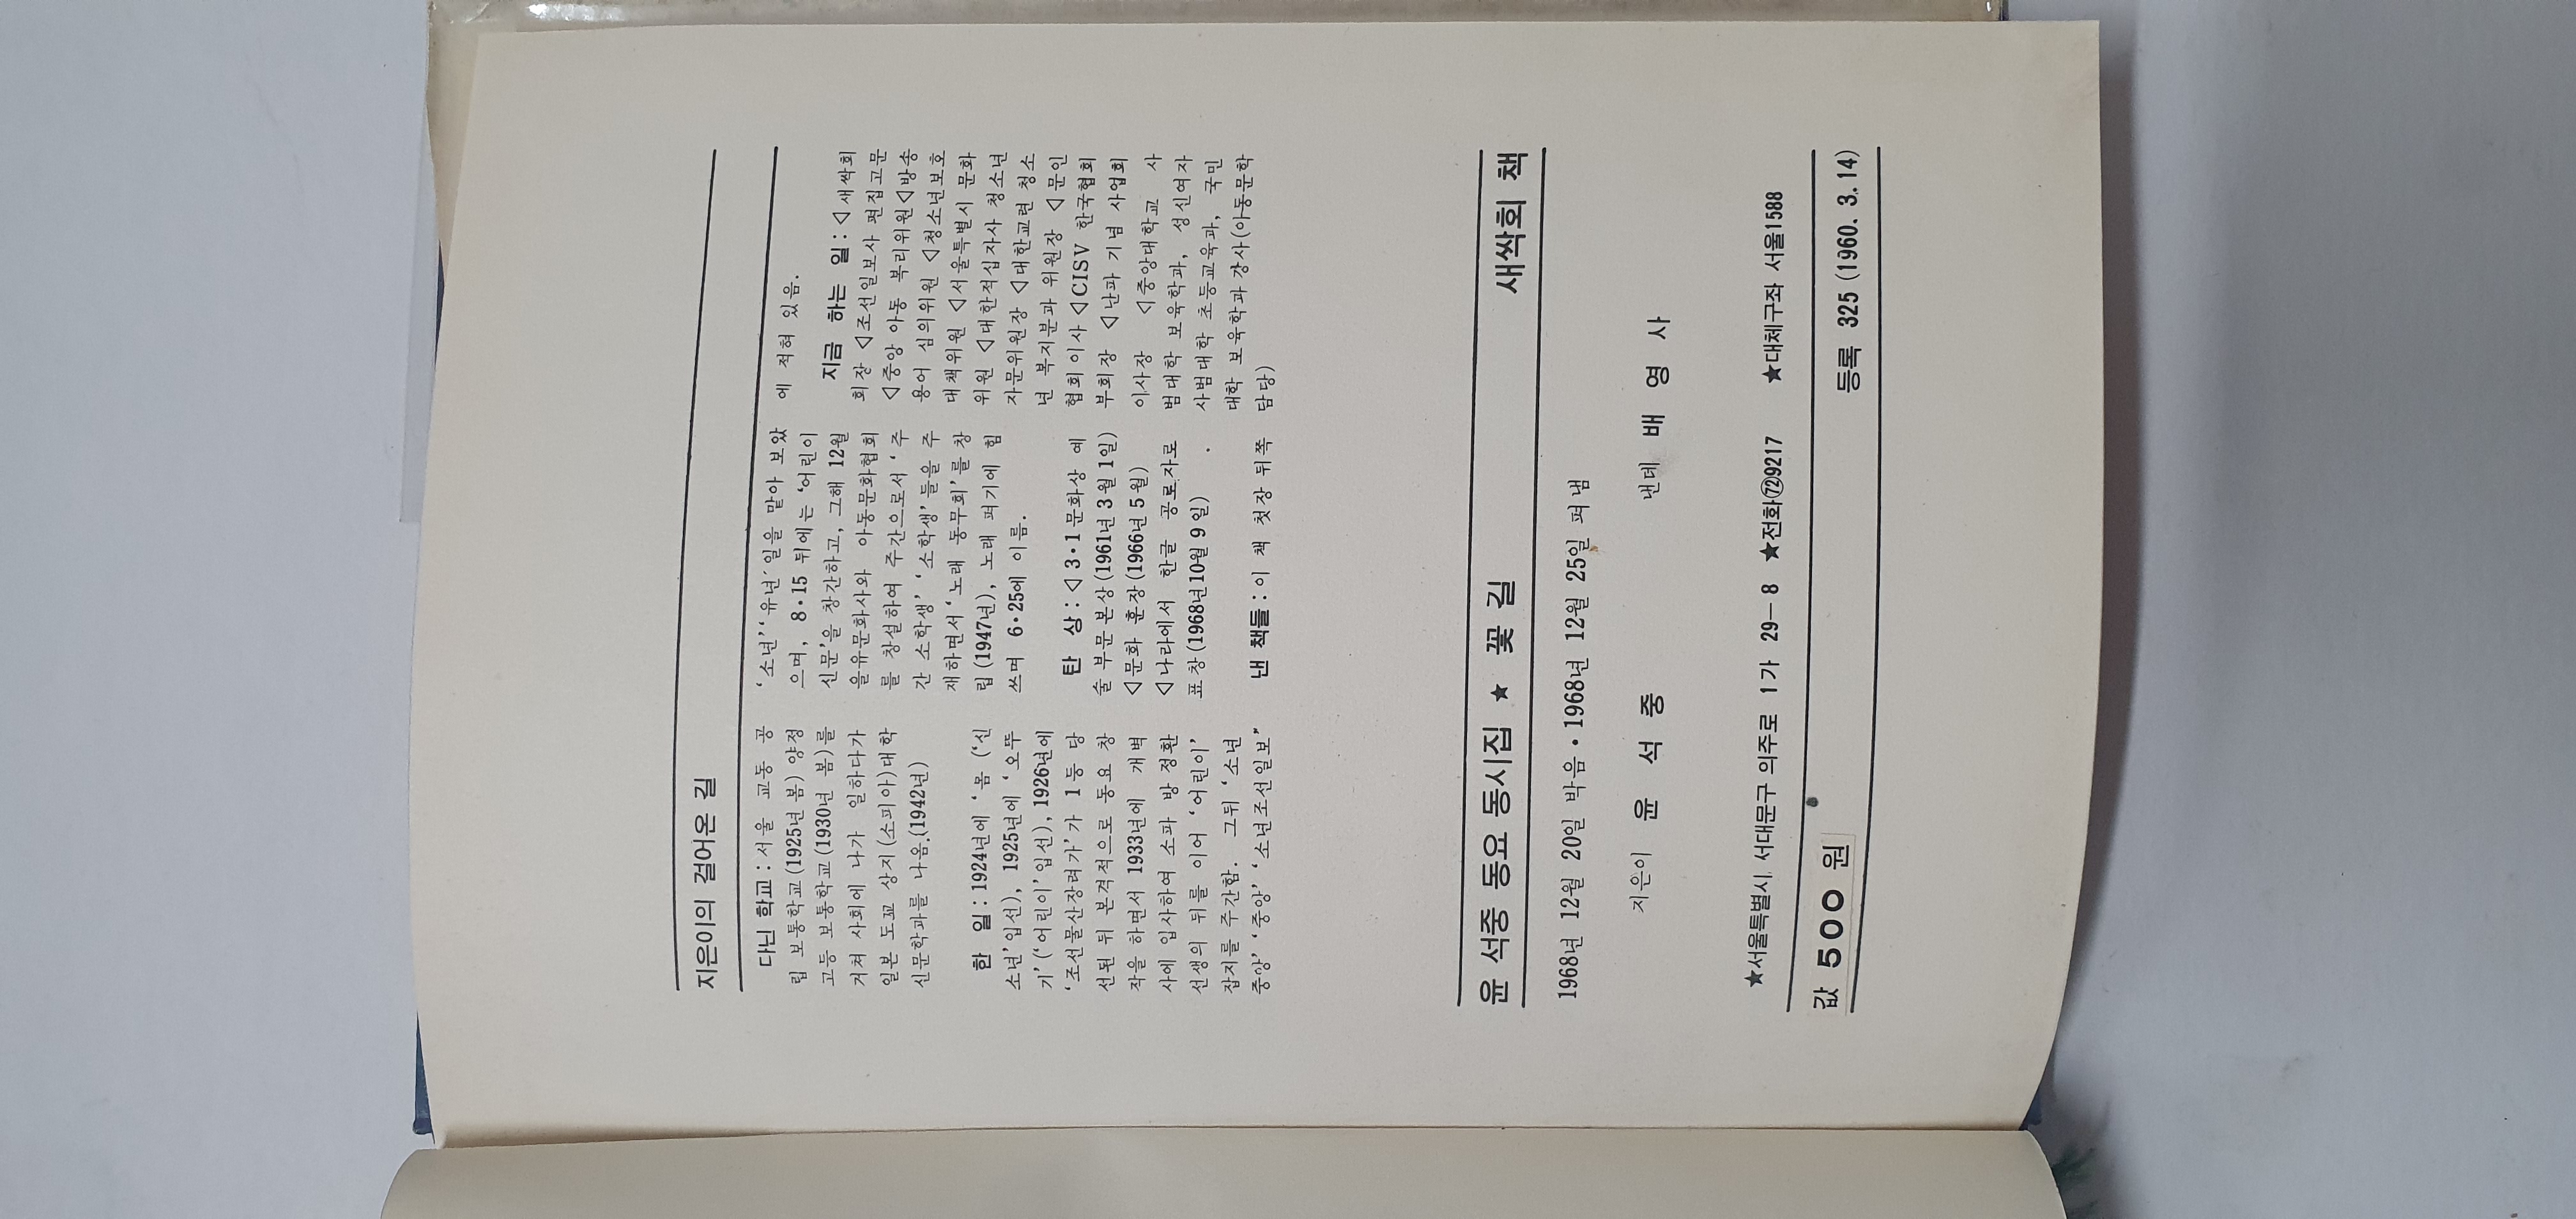 지은이의 걸어온 길
다닌 학교 : 서울 교동 공
립 보통학교(1925년 봄) 양정
고등 보통학교(1930년 봄)를
거쳐 사회에 나가 일하다가
일본 도꾜 상지(소피아)대학
신문학과를 나옴.(1942년)
한 일 : 1924년에 ‘봄 (‘신
소년’입선), 1925년에 ‘오뚜
기’(‘어린이’입선), 1926년에
‘조선물산장려가’가 1등 당
선된 뒤 본격적으로 동요 창
작을 하면서 1933년에 개벽
사에 입사하여 소파 방 정환
선생의 뒤를 이어 ‘어린이’
잡지를 주간함. 그뒤 ‘소년
중앙’ ‘중앙’ ‘소년조선일보”
‘소년’‘유년’일을 맡아 보았
으며, 8·15 뒤에는 ‘어린이
신문’을 창간하고, 그해 12월
을유문화사와 아동문화협회
를 창설하여 주간으로서 ‘주
간 소학생’ ‘소학생’들을 주
재하면서 ‘노래 동무회’를 창
립(1947년), 노래 펴기에 힘
쓰며 6·25에 이름.
탄 상 : ◁3·1문화상 예
술 부문 본상(1961년 3월 1일)
◁문화 훈장(1966년 5월)
◁나라에서 한글 공로자로
표창(1968년 10월 9일)
낸 책들 : 이 책 첫장 뒤쪽
에 적혀 있음.
지금 하는 일 : ◁새싹회
회장 ◁조선일보사 편집고문
◁중앙 아동 복리위원◁방송
용어 심의위원 ◁청소년보호
대책위원 ◁서울특별시 문화
위원 ◁대한적십자사 청소년
자문위원장 ◁대한교련 청소
년 복지분과 위원장 ◁문인
협회이사 ◁CISV 한국협회
부회장 ◁난파 기념 사업회
이사장 ◁중앙대학교 사
범대학 보육학과, 성신여자
사범대학 초등교육과, 국민
대학 보육학과강사(아동문학
담당)
윤 석중 동요 동시집 ★ 꽃 길 새싹회 책
1968년 12월 20일 박음·1968년 12월 25일 펴냄
지은이 윤 석 중 낸데 배 영 사
★서울특별시 서대문구 의주로 1가 29—8 ★전화㊆9217 ★대체구좌 서울1588
값 500 원 등록 325 (1960. 3. 14)